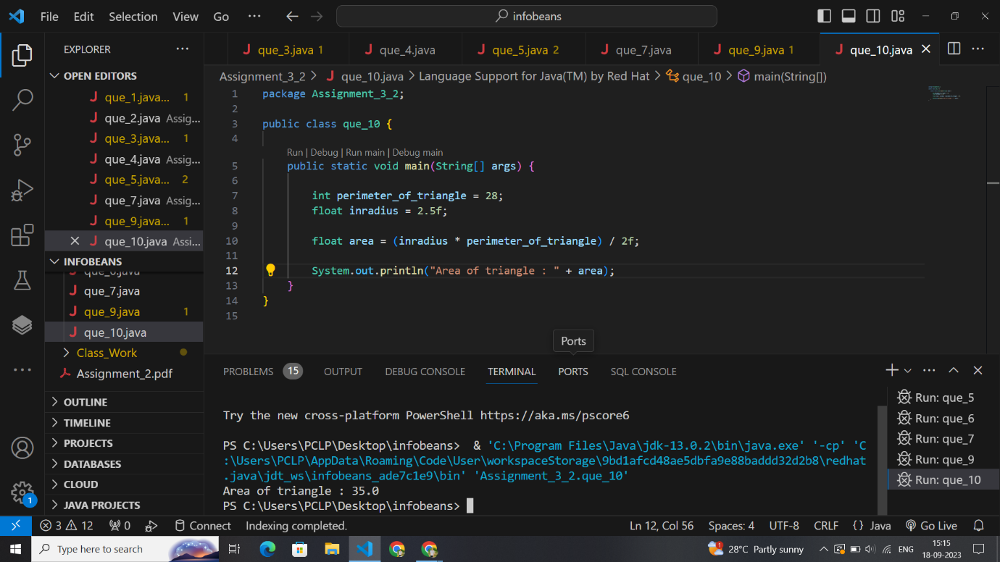 File Edit Selection View Go ··· infobeans
EXPLORER ···
que_3.java 1 que_4.java que_5.java 2 que_7.java que_9.java 1 que_10.java ···
OPEN EDITORS
que_1.java... 1
que_2.java Assig...
que_3.java... 1
que_4.java Assig...
que_5.java... 2
que_7.java Assig...
que_9.java... 1
que_10.java Assi...
INFOBEANS
que_7.java
que_9.java 1
que_10.java
Class_Work
Assignment_2.pdf
OUTLINE
TIMELINE
PROJECTS
DATABASES
CLOUD
JAVA PROJECTS
Assignment_3_2 > J que_10.java > Language Support for Java(TM) by Red Hat > que_10 > main(String[])
1 package Assignment_3_2;
2
3 public class que_10 {
4
Run | Debug | Run main | Debug main
5 public static void main(String[] args) {
6
7 int perimeter_of_triangle = 28;
8 float inradius = 2.5f;
9
10 float area = (inradius * perimeter_of_triangle) / 2f;
11
12 System.out.println("Area of triangle : " + area);
13 }
14 }
15
Ports
PROBLEMS 15 OUTPUT DEBUG CONSOLE TERMINAL PORTS SQL CONSOLE
Try the new cross-platform PowerShell https://aka.ms/pscore6
PS C:\Users\PCLP\Desktop\infobeans> & 'C:\Program Files\Java\jdk-13.0.2\bin\java.exe' '-cp' 'C
:\Users\PCLP\AppData\Roaming\Code\User\workspaceStorage\9bd1afcd48ae5dbfa9e88baddd32d2b8\redhat
.java\jdt_ws\infobeans_ade7c1e9\bin' 'Assignment_3_2.que_10'
Area of triangle : 35.0
PS C:\Users\PCLP\Desktop\infobeans>
Run: que_5
Run: que_6
Run: que_7
Run: que_9
Run: que_10
1
3 12 0 Connect Indexing completed. Ln 12, Col 56 Spaces: 4 UTF-8 CRLF {} Java Go Live
Type here to search 1 28°C Partly sunny ENG 15:15
18-09-2023